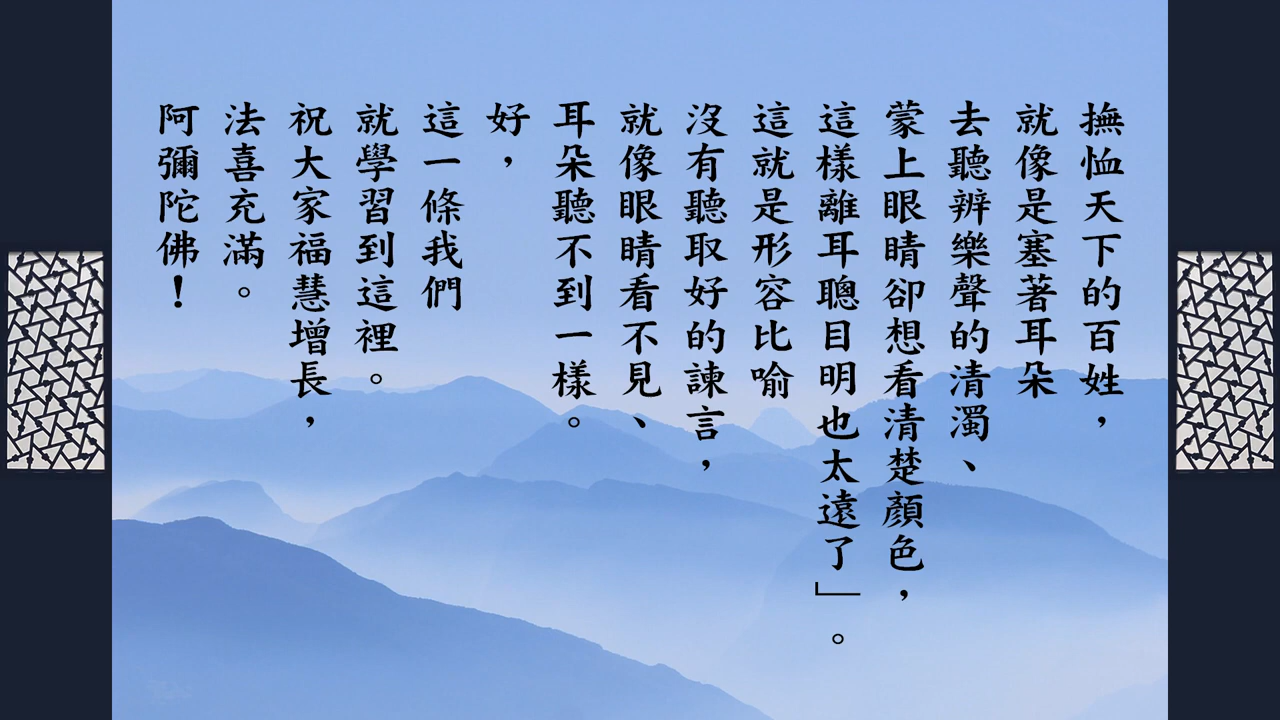 撫恤天下的百姓，
就像是塞著耳朵
去聽辨樂聲的清濁、
蒙上眼睛卻想看清楚顏色，
這樣離耳聰目明也太遠了」。
這就是形容比喻
沒有聽取好的諫言，
就像眼睛看不見、
耳朵聽不到一樣。
好，
這一條我們
就學習到這裡。
祝大家福慧增長，
法喜充滿。
阿彌陀佛！